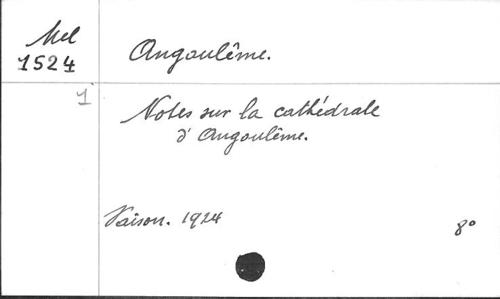 Mel
1524
Angoulême.
1
Notes sur la cathédrale
d'Angoulême.
Vaison. 1924
8°